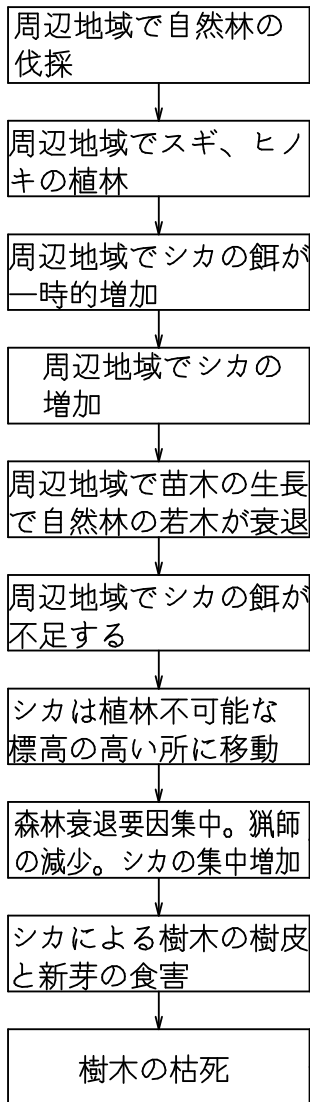 周辺地域で自然林の
伐採
周辺地域でスギ、ヒノ
キの植林
周辺地域でシカの餌が
一時的増加
周辺地域でシカの
増加
周辺地域で苗木の生長
で自然林の若木が衰退
周辺地域でシカの餌が
不足する
シカは植林不可能な
標高の高い所に移動
森林衰退要因集中。猟師
の減少。シカの集中増加
シカによる樹木の樹皮
と新芽の食害
樹木の枯死